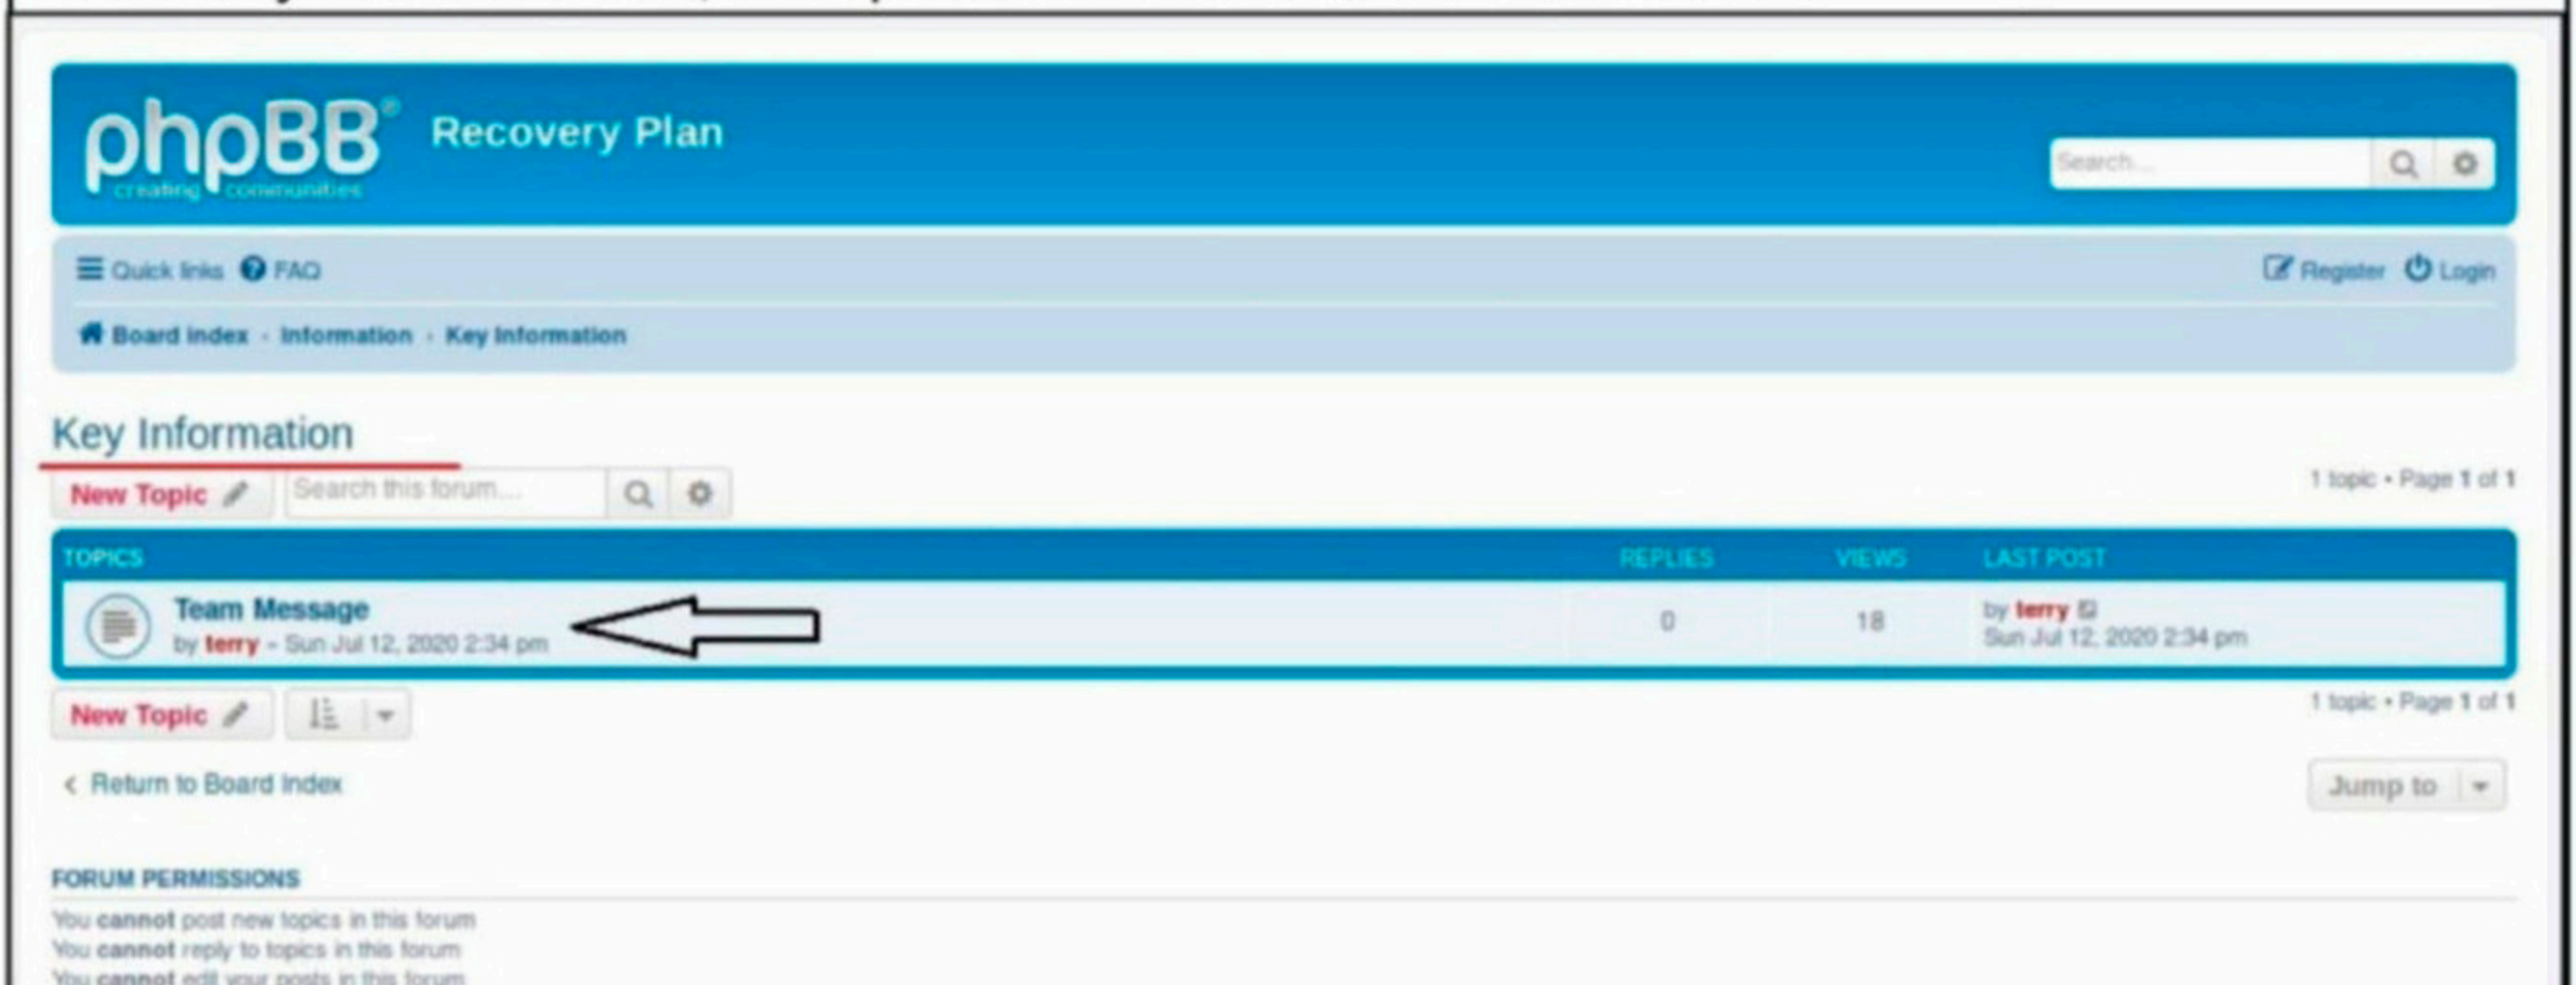 phpBB®
creating communities
Recovery Plan
Search...
Quick links FAQ
Register Login
Board index · Information · Key Information
Key Information
New Topic Search this forum...
1 topic • Page 1 of 1
TOPICS REPLIES VIEWS LAST POST
Team Message 0 18 by terry
by terry - Sun Jul 12, 2020 2:34 pm Sun Jul 12, 2020 2:34 pm
New Topic
1 topic • Page 1 of 1
Return to Board Index
Jump to
FORUM PERMISSIONS
You cannot post new topics in this forum
You cannot reply to topics in this forum
You cannot edit your posts in this forum